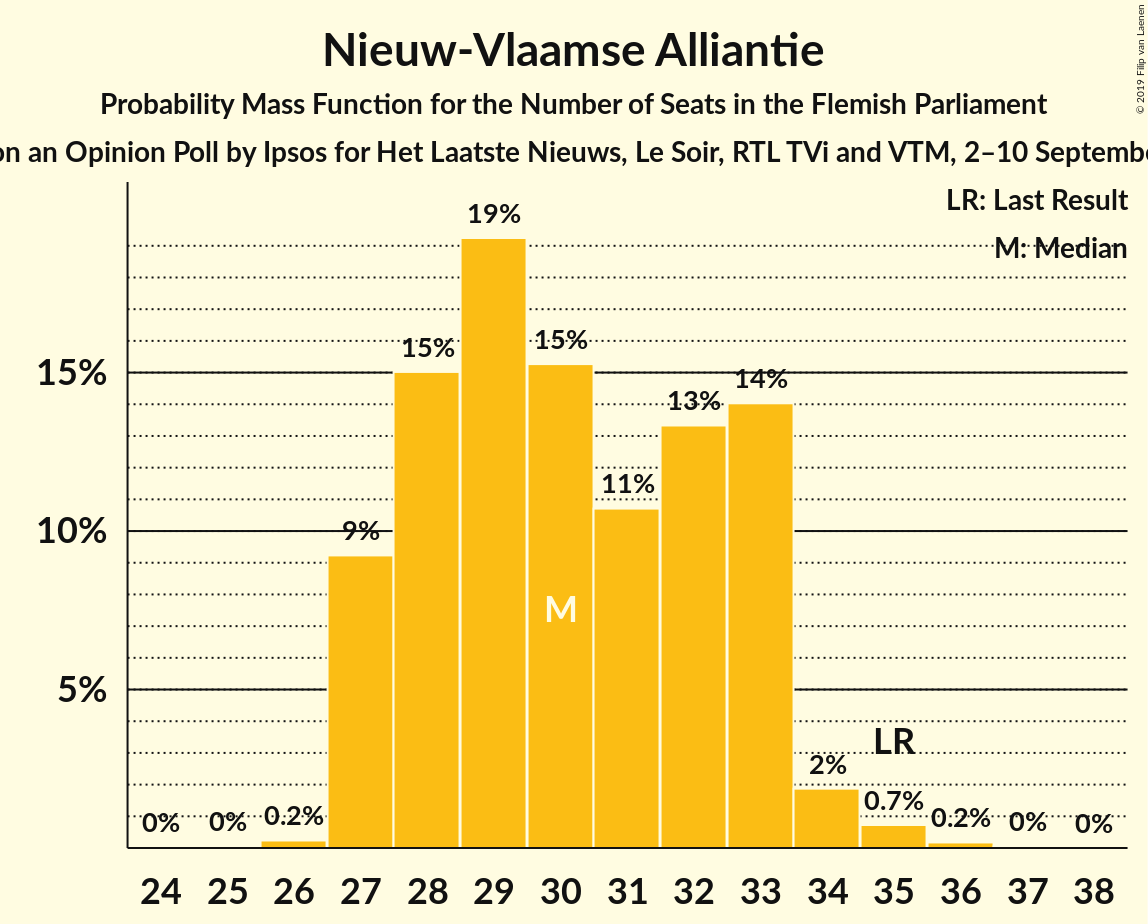 Nieuw-Vlaamse Alliantie
Probability Mass Function for the Number of Seats in the Flemish Parliament
on an Opinion Poll by Ipsos for Het Laatste Nieuws, Le Soir, RTL TVi and VTM, 2–10 Septembe
© 2019 Filip van Laenen
LR: Last Result
M: Median
19%
15%
15%
15%
14%
13%
11%
10%
9%
M
5%
LR
2%
0.7%
0%
0%
0.2%
0.2%
0%
0%
24 25 26 27 28 29 30 31 32 33 34 35 36 37 38